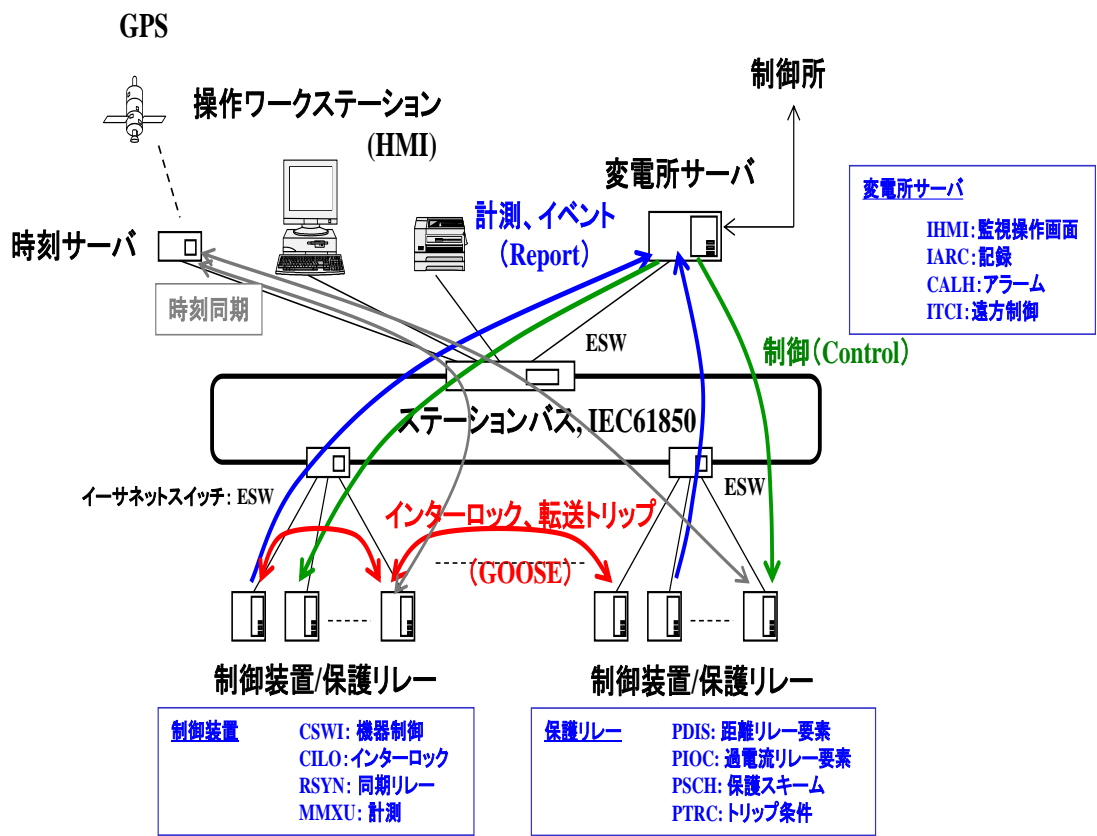 GPS
操作ワークステーション
(HMI)
制御所
変電所サーバ
時刻サーバ
計測、イベント
（Report）
時刻同期
ESW
制御（Control）
変電所サーバ
IHMI：監視操作画面
IARC：記録
CALH：アラーム
ITCI：遠方制御
ステーションバス, IEC61850
イーサネットスイッチ：ESW
ESW
インターロック、転送トリップ
（GOOSE）
制御装置/保護リレー
制御装置/保護リレー
制御装置
CSWI：機器制御
CILO：インターロック
RSYN：同期リレー
MMXU：計測
保護リレー
PDIS：距離リレー要素
PIOC：過電流リレー要素
PSCH：保護スキーム
PTRC：トリップ条件